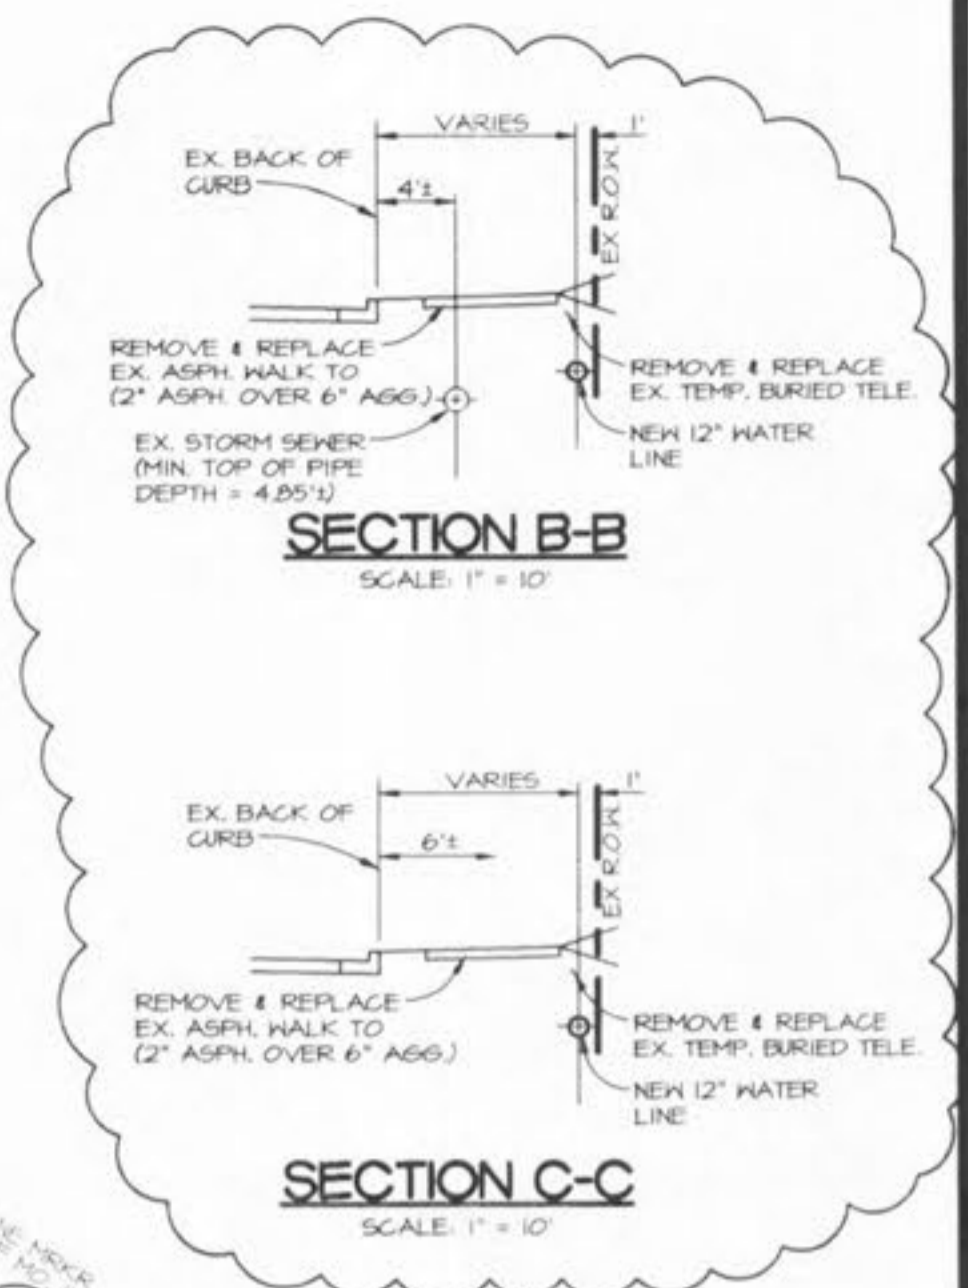 VARIES
1'
EX. BACK OF
CURB
4'±
EX R.O.W.
REMOVE & REPLACE
EX. ASPH. WALK TO
(2" ASPH. OVER 6" AGG.)
REMOVE & REPLACE
EX. TEMP. BURIED TELE.
EX. STORM SEWER
(MIN. TOP OF PIPE
DEPTH = 4.85'±)
NEW 12" WATER
LINE
SECTION B-B
SCALE: 1" = 10'
VARIES
1'
EX. BACK OF
CURB
6'±
EX R.O.W.
REMOVE & REPLACE
EX. ASPH. WALK TO
(2" ASPH. OVER 6" AGG.)
REMOVE & REPLACE
EX. TEMP. BURIED TELE.
NEW 12" WATER
LINE
SECTION C-C
SCALE: 1" = 10'
MRKR
MO